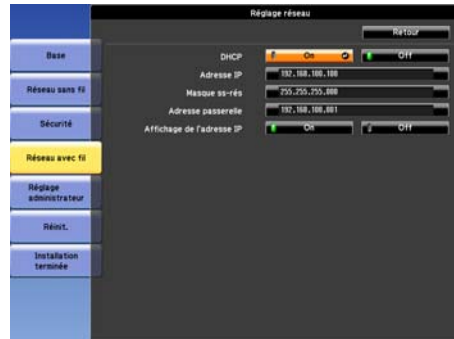 Réglage réseau
Retour
Base
Réseau sans fil
Sécurité
Réseau avec fil
Réglage administrateur
Réinit.
Installation terminée
DHCP On Off
Adresse IP 192.168.100.100
Masque ss-rés 255.255.255.000
Adresse passerelle 192.168.100.001
Affichage de l'adresse IP On Off